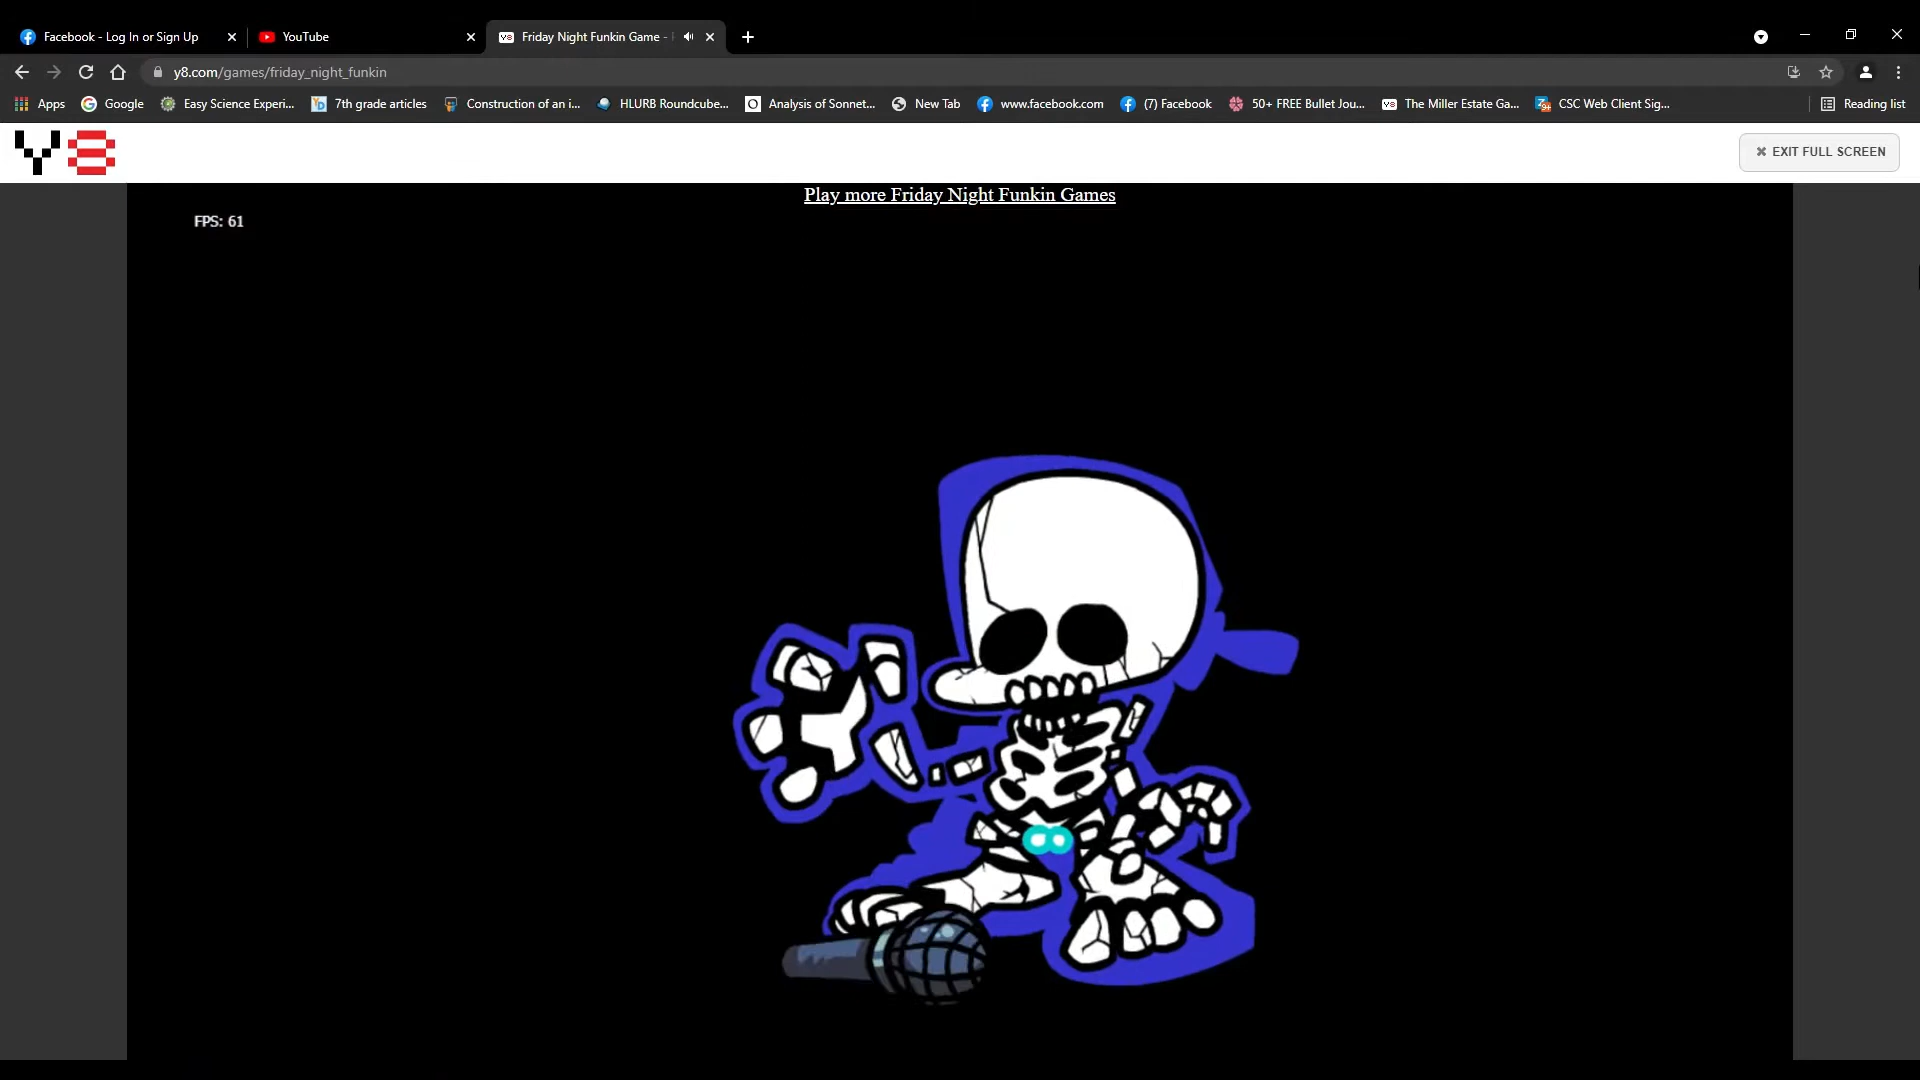 Facebook - Log In or Sign Up
YouTube
Friday Night Funkin Game -
y8.com/games/friday_night_funkin
Apps
Google
Easy Science Experi...
7th grade articles
Construction of an i...
HLURB Roundcube...
Analysis of Sonnet...
New Tab
www.facebook.com
(7) Facebook
50+ FREE Bullet Jou...
The Miller Estate Ga...
CSC Web Client Sig...
Reading list
Y8
EXIT FULL SCREEN
Play more Friday Night Funkin Games
FPS: 61